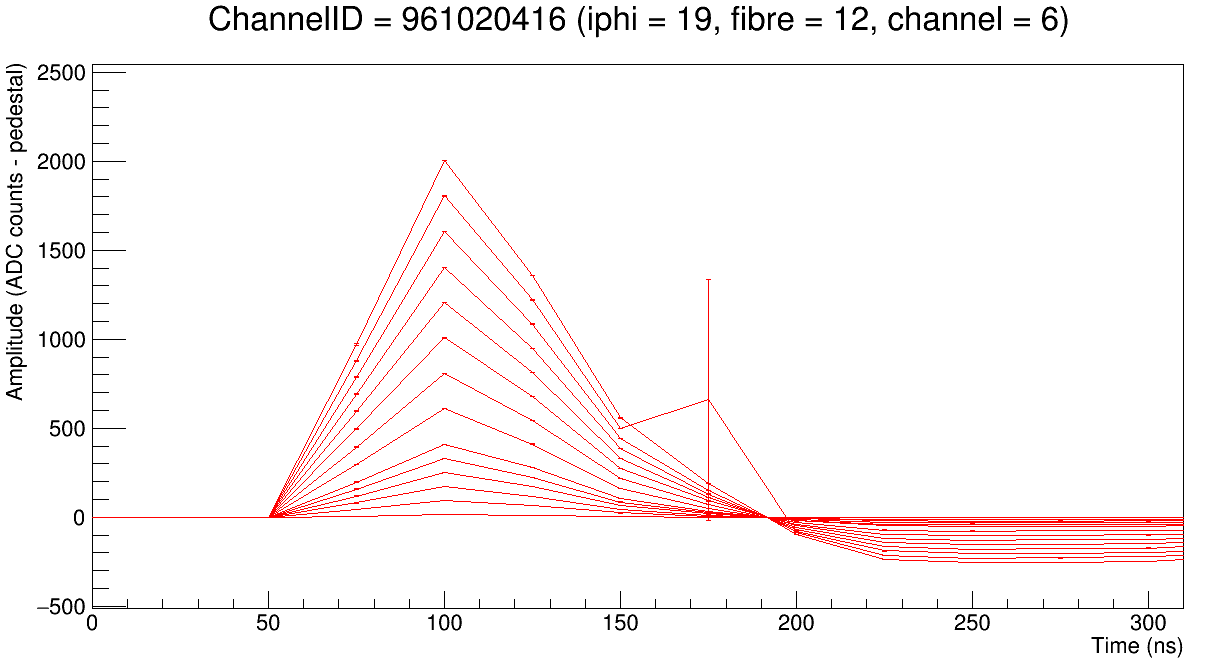 ChannelID = 961020416 (iphi = 19, fibre = 12, channel = 6)
Amplitude (ADC counts - pedestal)
2500
2000
1500
1000
500
0
−500
0 50 100 150 200 250 300
Time (ns)